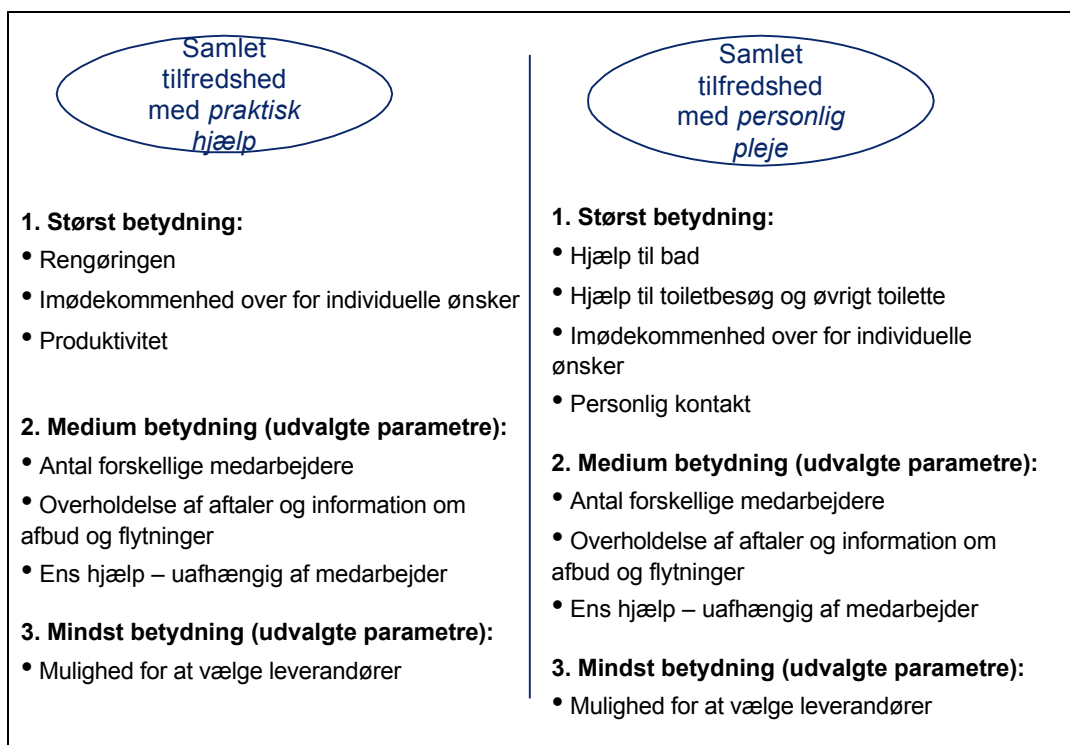 Samlet
tilfredshed
med praktisk
hjælp
1. Størst betydning:
• Rengøringen
• Imødekommenhed over for individuelle ønsker
• Produktivitet
2. Medium betydning (udvalgte parametre):
• Antal forskellige medarbejdere
• Overholdelse af aftaler og information om
afbud og flytninger
• Ens hjælp – uafhængig af medarbejder
3. Mindst betydning (udvalgte parametre):
• Mulighed for at vælge leverandører
Samlet
tilfredshed
med personlig
pleje
1. Størst betydning:
• Hjælp til bad
• Hjælp til toiletbesøg og øvrigt toilette
• Imødekommenhed over for individuelle
ønsker
• Personlig kontakt
2. Medium betydning (udvalgte parametre):
• Antal forskellige medarbejdere
• Overholdelse af aftaler og information om
afbud og flytninger
• Ens hjælp – uafhængig af medarbejder
3. Mindst betydning (udvalgte parametre):
• Mulighed for at vælge leverandører